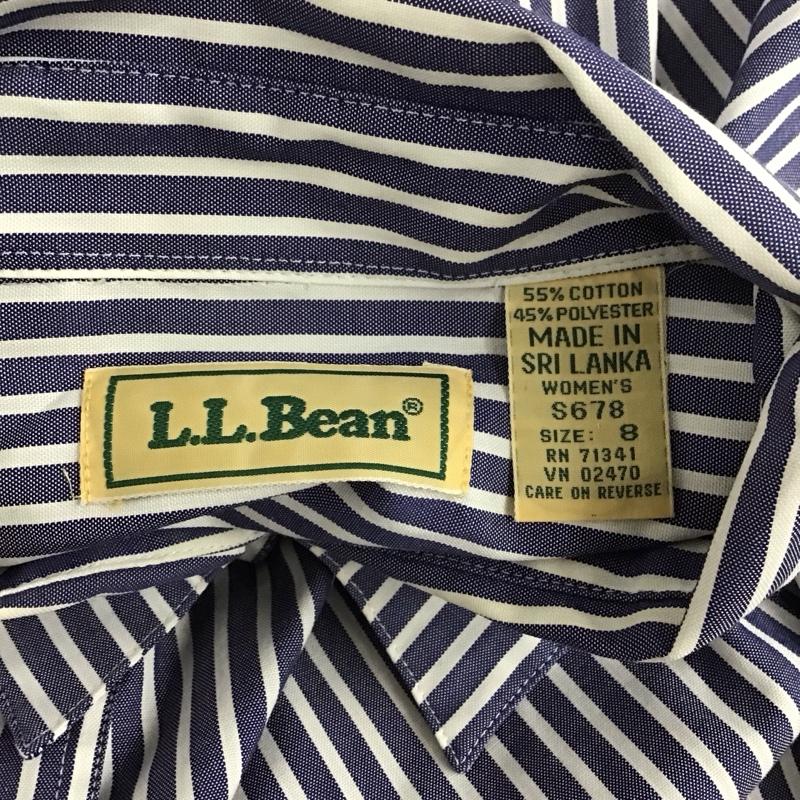 L.L.Bean®
55% COTTON
45% POLYESTER
MADE IN
SRI LANKA
WOMEN'S
S678
SIZE: 8
RN 71341
VN 02470
CARE ON REVERSE